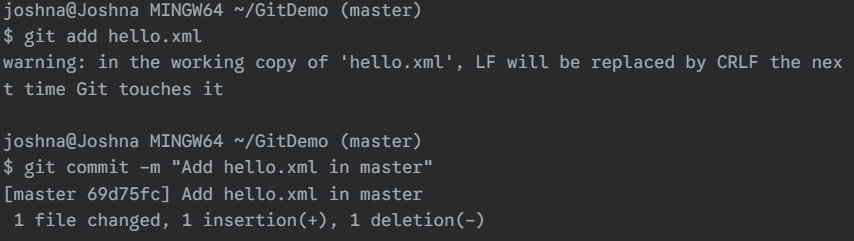 joshna@Joshna MINGW64 ~/GitDemo (master)
$ git add hello.xml
warning: in the working copy of 'hello.xml', LF will be replaced by CRLF the nex
t time Git touches it
joshna@Joshna MINGW64 ~/GitDemo (master)
$ git commit -m "Add hello.xml in master"
[master 69d75fc] Add hello.xml in master
 1 file changed, 1 insertion(+), 1 deletion(-)